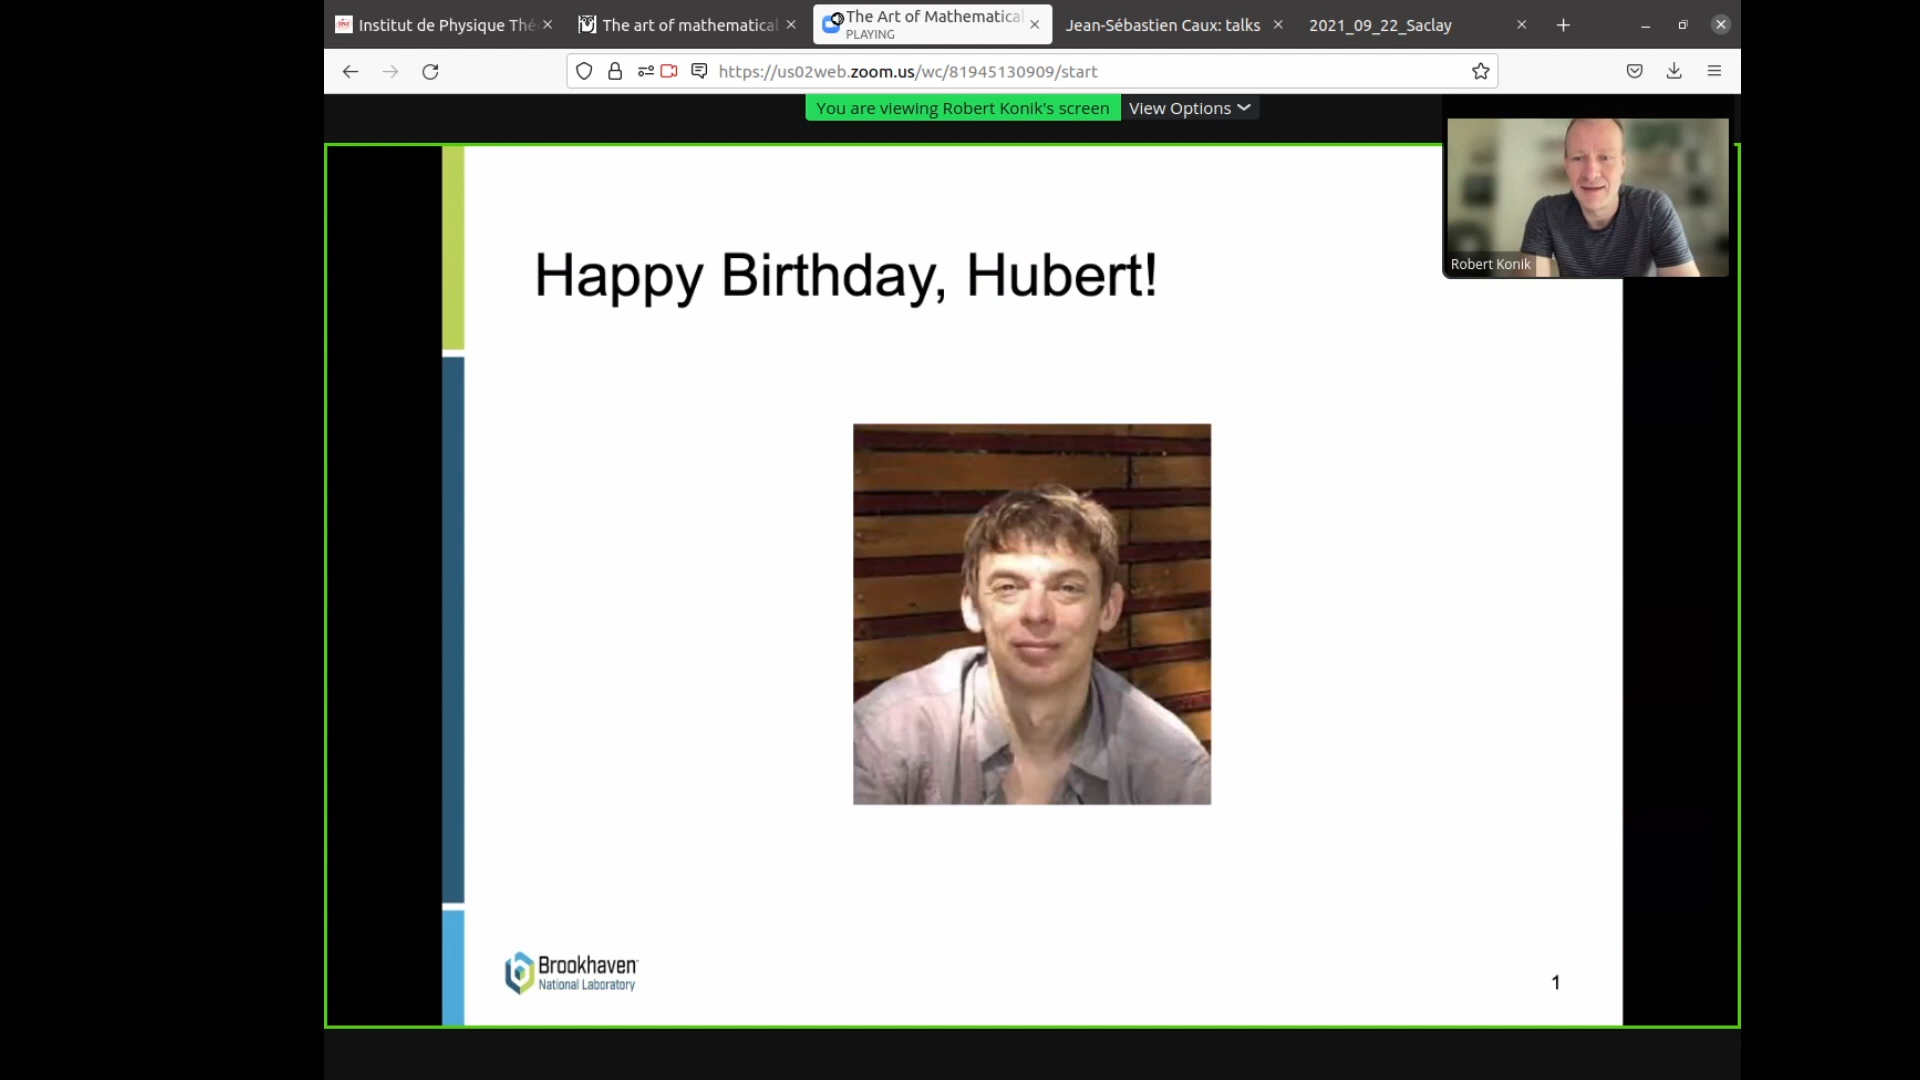 Institut de Physique Thé
The art of mathematical
The Art of Mathematical
PLAYING
Jean-Sébastien Caux: talks
2021_09_22_Saclay
https://us02web.zoom.us/wc/81945130909/start
You are viewing Robert Konik's screen
View Options
Robert Konik
Happy Birthday, Hubert!
Brookhaven
National Laboratory
1